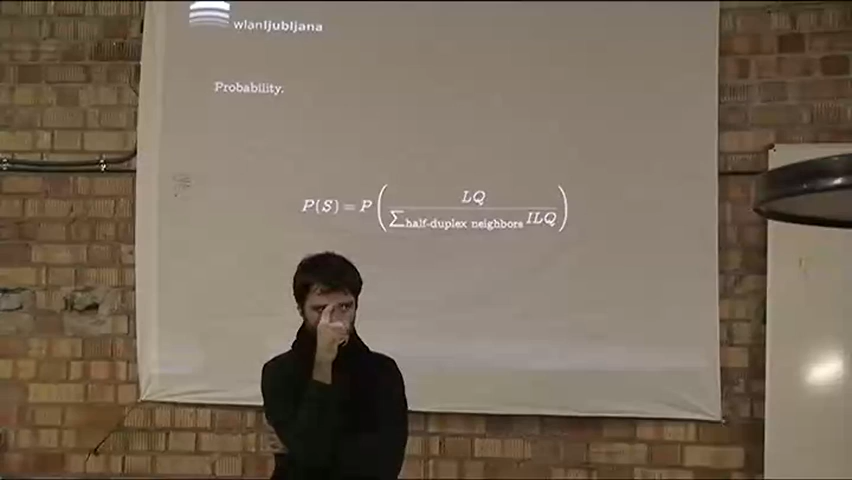 wlanljubljana
Probability.
P(S) = P ( LQ / ∑half-duplex neighbors ILQ )